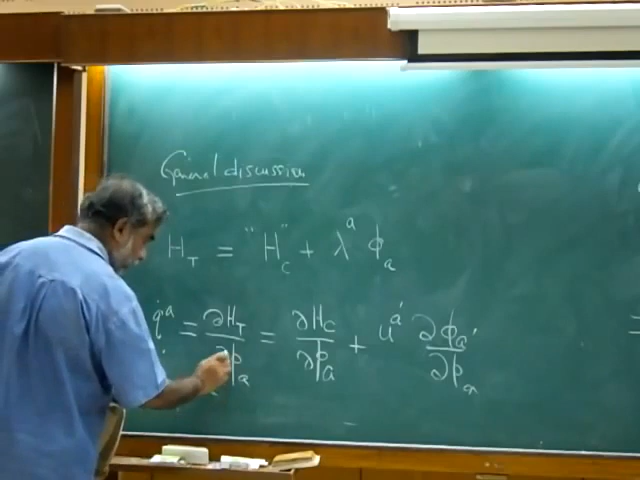 General discussion
H_T = "H_C" + λ^a ϕ_a
q̇^a = ∂H_T/∂p_a = ∂H_C/∂p_a + u^a' ∂ϕ_a'/∂p_a
=